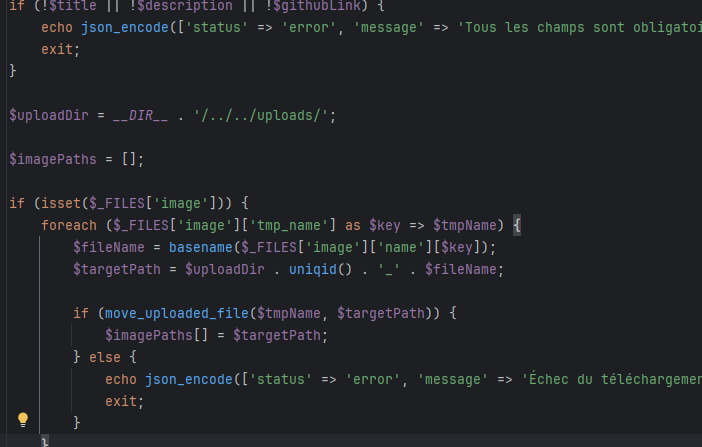 if (!$title || !$description || !$githubLink) {
echo json_encode(['status' => 'error', 'message' => 'Tous les champs sont
exit;
}
$uploadDir = __DIR__ . '/../../uploads/';
$imagePaths = [];
if (isset($_FILES['image'])) {
foreach ($_FILES['image']['tmp_name'] as $key => $tmpName) {
$fileName = basename($_FILES['image']['name'][$key]);
$targetPath = $uploadDir . uniqid() . '_' . $fileName;
if (move_uploaded_file($tmpName, $targetPath)) {
$imagePaths[] = $targetPath;
} else {
echo json_encode(['status' => 'error', 'message' => 'Échec du
exit;
}
}